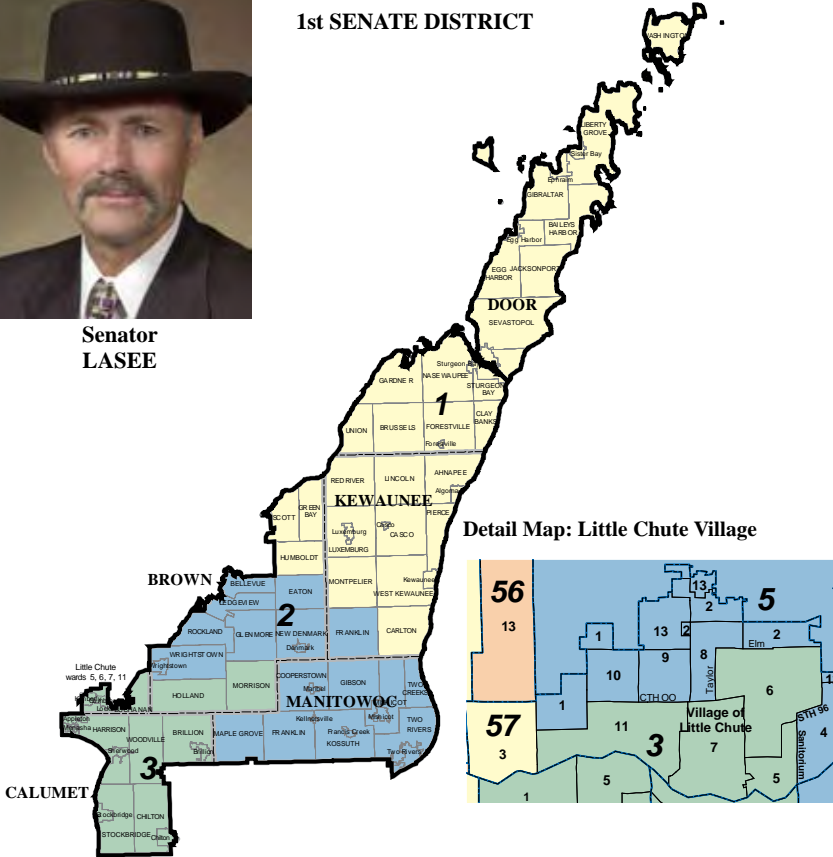 1st SENATE DISTRICT
Senator
LASEE
WASHINGTON
LIBERTY
GROVE
Sister Bay
Ephraim
GIBRALTAR
BAILEYS
HARBOR
Egg Harbor
EGG
HARBOR
JACKSONPORT
DOOR
SEVASTOPOL
Sturgeon
GARDNER
NASEWAUPEE
STURGEON
BAY
1
CLAY
BANKS
UNION
BRUSSELS
FORESTVILLE
Forestville
RED RIVER
LINCOLN
AHNAPEE
Algoma
KEWAUNEE
PIERCE
GREEN
BAY
SCOTT
Luxemburg
Casco
CASCO
LUXEMBURG
HUMBOLDT
MONTPELIER
Kewaunee
WEST KEWAUNEE
BROWN
BELLEVUE
EATON
LEDGEVIEW
2
ROCKLAND
GLENMORE
NEW DENMARK
FRANKLIN
CARLTON
Denmark
WRIGHTSTOWN
Wrightstown
Little Chute
wards 5, 6, 7, 11
HOLLAND
MORRISON
COOPERSTOWN
Maribel
GIBSON
TWO
CREEKS
MANITOWOC
Mishicot
Kellnersville
TWO
RIVERS
Appleton
Menasha
HARRISON
WOODVILLE
BRILLION
Brillion
MAPLE GROVE
FRANKLIN
Francis Creek
KOSSUTH
Two Rivers
Sherwood
3
CALUMET
Stockbridge
CHILTON
STOCKBRIDGE
Chilton
Detail Map: Little Chute Village
56
13
13
2
5
1
13
2
2
Elm
9
8
10
Taylor
CTH OO
6
1
1
57
3
11
Village of
Little Chute
3
7
STH 96
Sanitorium
4
5
5
1